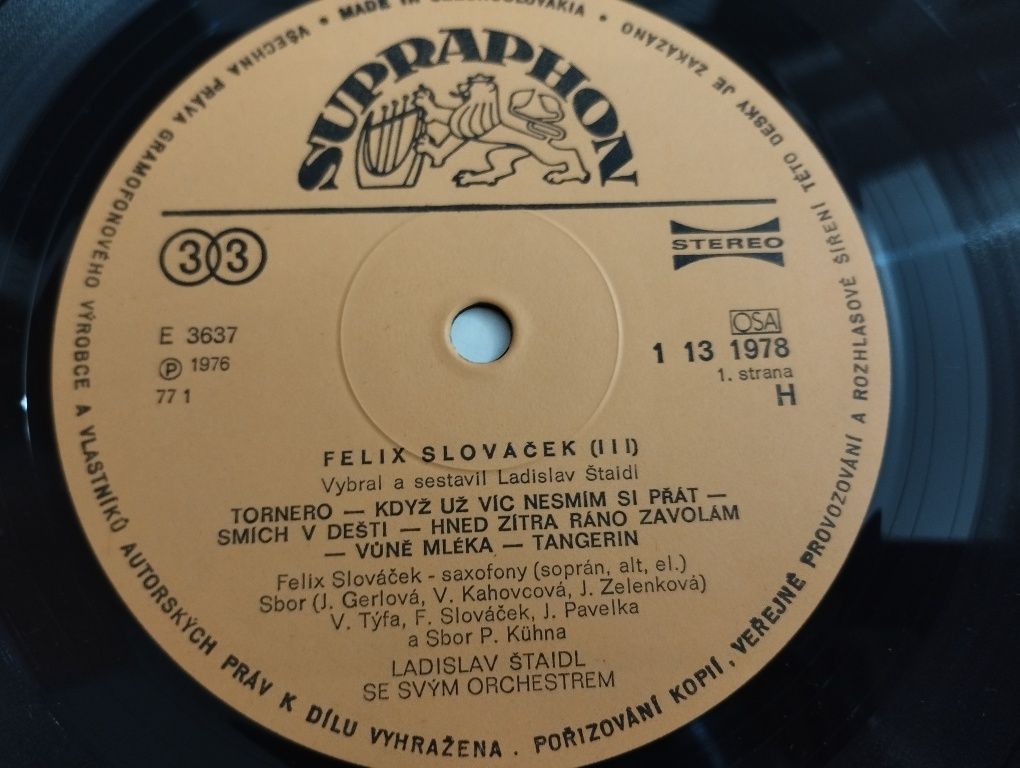 SUPRAPHON
33
STEREO
E 3637
Ⓟ 1976
77 1
OSA
1 13 1978
1. strana
H
FELIX SLOVÁČEK (III)
Vybral a sestavil Ladislav Štaidl
TORNERO — KDYŽ UŽ VÍC NESMÍM SI PŘÁT —
SMÍCH V DEŠTI — HNED ZÍTRA RÁNO ZAVOLÁM
— VŮNĚ MLÉKA — TANGERIN
Felix Slováček - saxofony (soprán, alt, el.)
Sbor (J. Gerlová, V. Kahovcová, J. Zelenková)
V. Týfa, F. Slováček, J. Pavelka
a Sbor P. Kühna
LADISLAV ŠTAIDL
SE SVÝM ORCHESTREM
• MADE IN CZECHOSLOVAKIA •
VŠECHNA PRÁVA GRAMOFONOVÉHO VÝROBCE A VLASTNÍKŮ AUTORSKÝCH PRÁV K DÍLU VYHRAŽENA . POŘIZOVÁNÍ KOPIÍ, VEŘEJNÉ PROVOZOVÁNÍ A ROZHLASOVÉ ŠÍŘENÍ TÉTO DESKY JE ZAKÁZÁNO